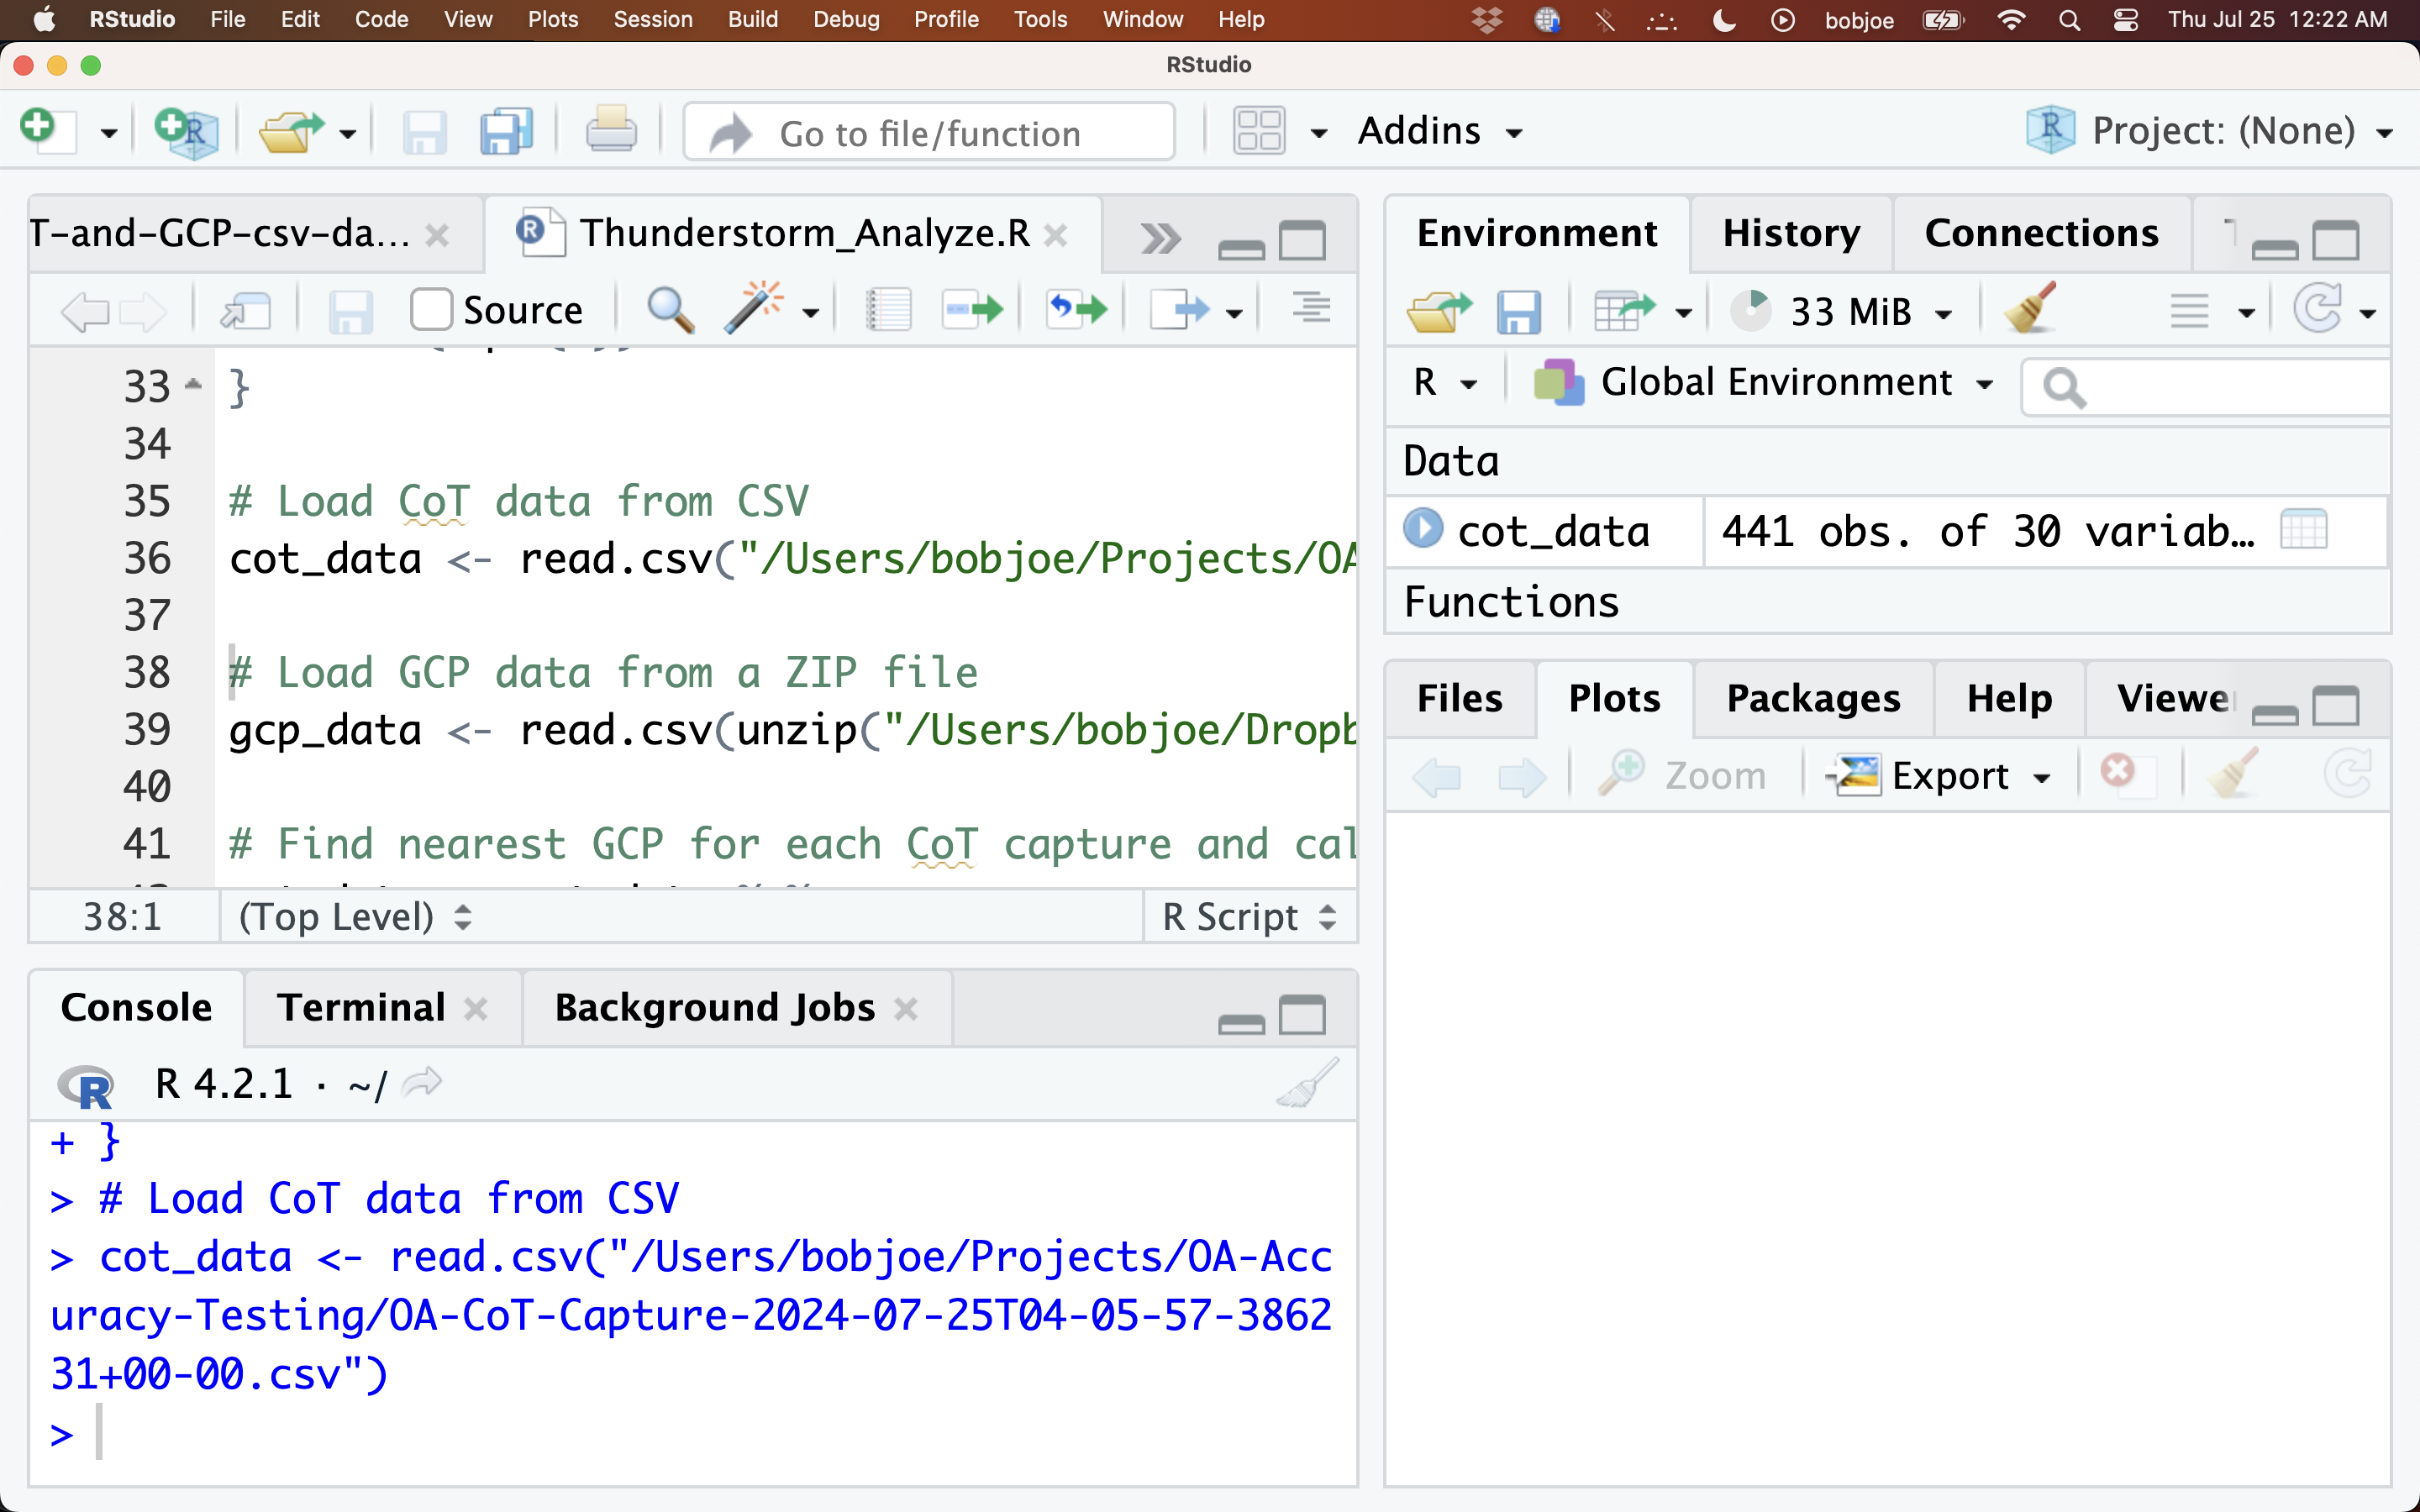 RStudio File Edit Code View Plots Session Build Debug Profile Tools Window Help bobjoe Thu Jul 25 12:22 AM
RStudio
Go to file/function Addins Project: (None)
T-and-GCP-csv-da... Thunderstorm_Analyze.R
Source
33 }
34
35 # Load CoT data from CSV
36 cot_data <- read.csv("/Users/bobjoe/Projects/OA
37
38 # Load GCP data from a ZIP file
39 gcp_data <- read.csv(unzip("/Users/bobjoe/Dropb
40
41 # Find nearest GCP for each CoT capture and cal
38:1 (Top Level) R Script
Console Terminal Background Jobs
R 4.2.1 · ~/
+ }
> # Load CoT data from CSV
> cot_data <- read.csv("/Users/bobjoe/Projects/OA-Acc
uracy-Testing/OA-CoT-Capture-2024-07-25T04-05-57-3862
31+00-00.csv")
>
Environment History Connections
33 MiB
R Global Environment
Data
cot_data 441 obs. of 30 variab…
Functions
Files Plots Packages Help Viewe
Zoom Export